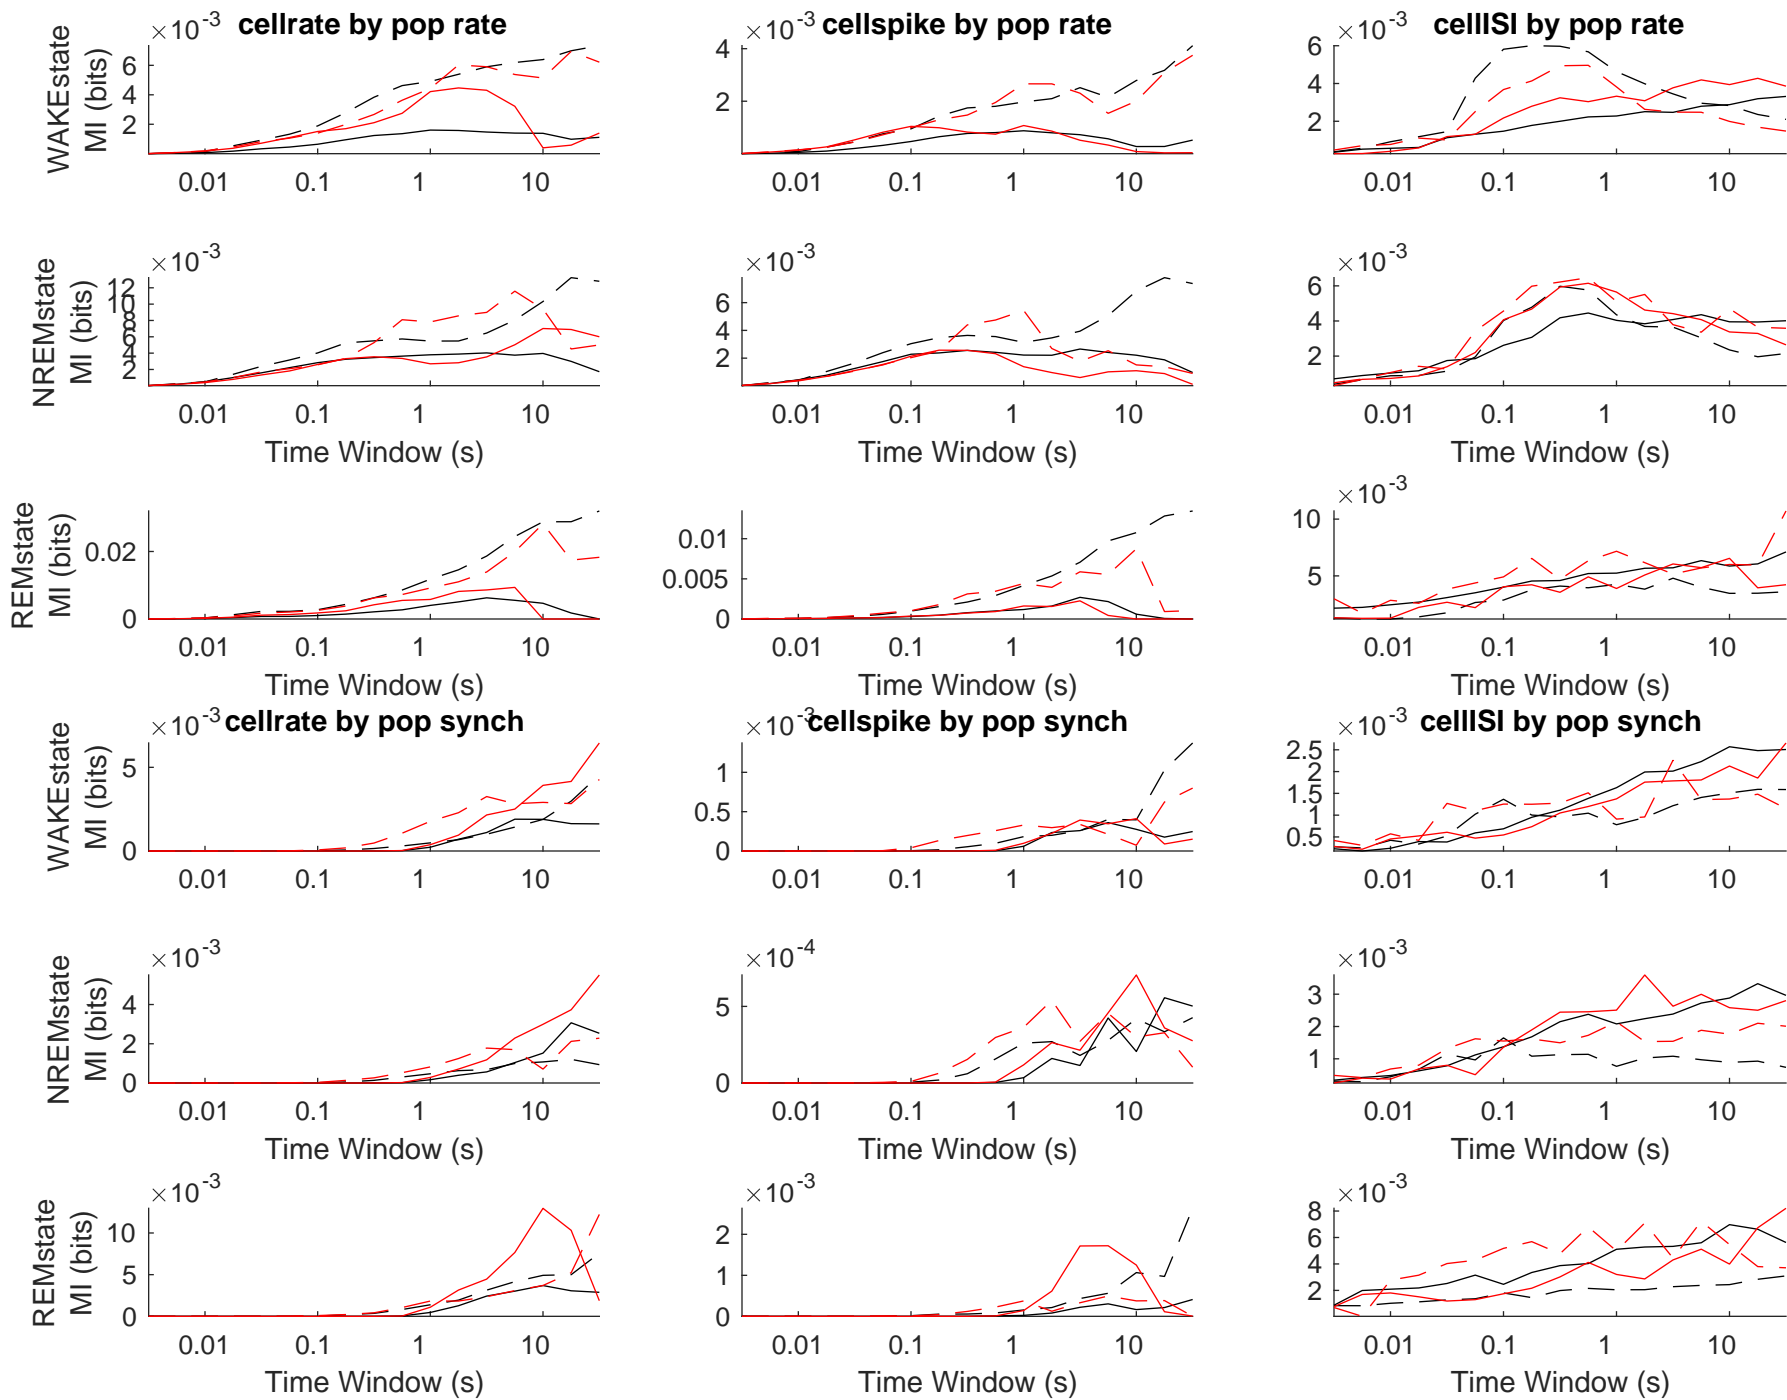 ×10-3 cellrate by pop rate
WAKEstate
MI (bits)
6
4
2
0.01 0.1 1 10
×10-3 cellspike by pop rate
4
2
0.01 0.1 1 10
×10-3 cellISI by pop rate
6
4
2
0.01 0.1 1 10
×10-3
NREMstate
MI (bits)
12
10
8
6
4
2
0.01 0.1 1 10
Time Window (s)
×10-3
6
4
2
0.01 0.1 1 10
Time Window (s)
×10-3
6
4
2
0.01 0.1 1 10
Time Window (s)
REMstate
MI (bits)
0.02
0
0.01 0.1 1 10
Time Window (s)
0.01
0.005
0
0.01 0.1 1 10
Time Window (s)
×10-3
10
5
0.01 0.1 1 10
Time Window (s)
×10-3 cellrate by pop synch
WAKEstate
MI (bits)
5
0
0.01 0.1 1 10
×10-3 cellspike by pop synch
1
0.5
0
0.01 0.1 1 10
×10-3 cellISI by pop synch
2.5
2
1.5
1
0.5
0.01 0.1 1 10
×10-3
NREMstate
MI (bits)
4
2
0
0.01 0.1 1 10
Time Window (s)
×10-4
5
0
0.01 0.1 1 10
Time Window (s)
×10-3
3
2
1
0.01 0.1 1 10
Time Window (s)
×10-3
REMstate
MI (bits)
10
5
0
0.01 0.1 1 10
Time Window (s)
×10-3
2
1
0
0.01 0.1 1 10
Time Window (s)
×10-3
8
6
4
2
0.01 0.1 1 10
Time Window (s)